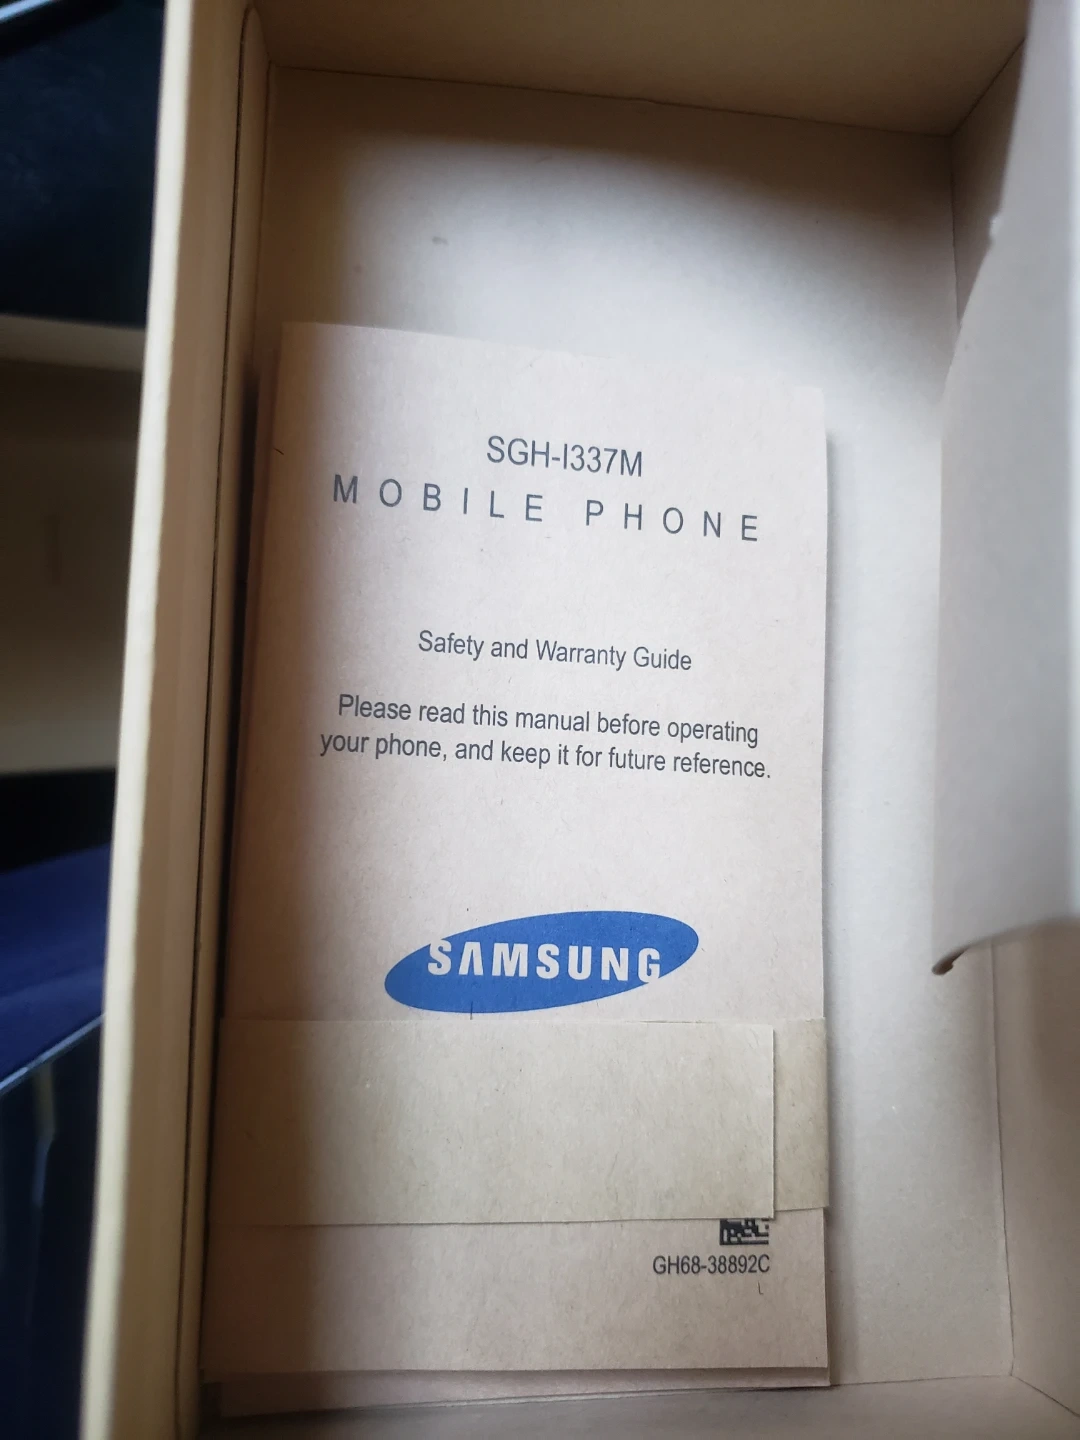 SGH-I337M
MOBILE PHONE
Safety and Warranty Guide
Please read this manual before operating
your phone, and keep it for future reference.
SAMSUNG
GH68-38892C